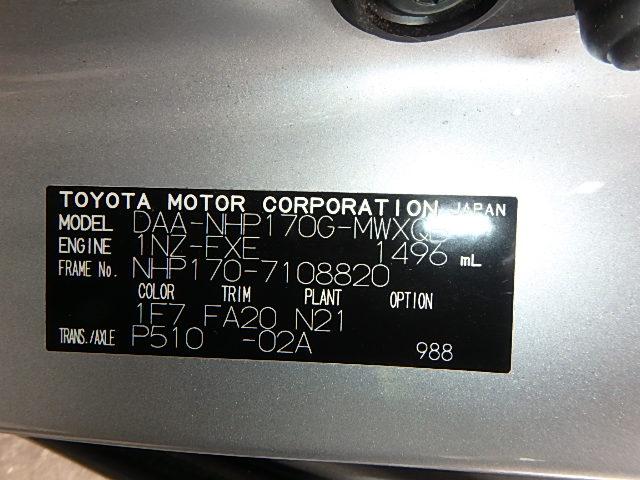 TOYOTA MOTOR CORPORATION JAPAN
MODEL DAA-NHP170G-MWXG
ENGINE 1NZ-FXE 1496 mL
FRAME No. NHP170-7108820
COLOR TRIM PLANT OPTION
1F7 FA20 N21
TRANS./AXLE P510 -02A 988